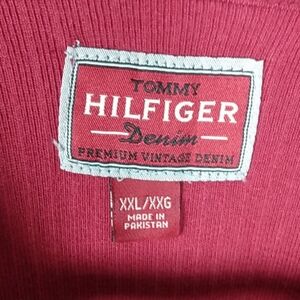 TOMMY
HILFIGER
Denim
PREMIUM VINTAGE DENIM
XXL/XXG
MADE IN
PAKISTAN